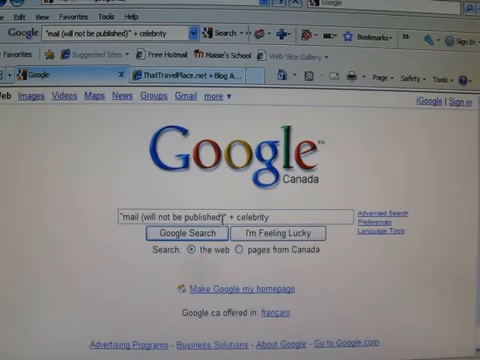 Google
Edit View Favorites Tools Help
Google "mail (will not be published)" + celebrity Search Bookmarks Sign In
Favorites Suggested Sites Free Hotmail Maisie's School Web Slice Gallery
Google ThatTravelPlace.net » Blog A... Page Safety Tools
Web Images Videos Maps News Groups Gmail more ▼ iGoogle | Sign in
Google™
Canada
"mail (will not be published)" + celebrity
Advanced Search
Preferences
Language Tools
Google Search I'm Feeling Lucky
Search: the web pages from Canada
Make Google my homepage
Google.ca offered in: français
Advertising Programs - Business Solutions - About Google - Go to Google.com